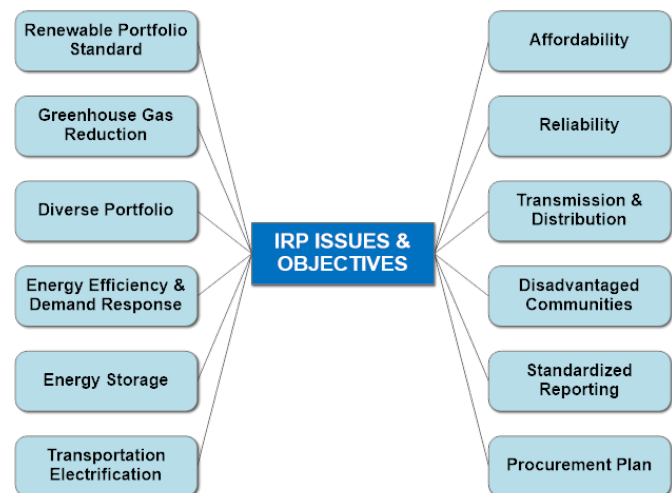 Renewable Portfolio
Standard
Greenhouse Gas
Reduction
Diverse Portfolio
Energy Efficiency &
Demand Response
Energy Storage
Transportation
Electrification
IRP ISSUES &
OBJECTIVES
Affordability
Reliability
Transmission &
Distribution
Disadvantaged
Communities
Standardized
Reporting
Procurement Plan